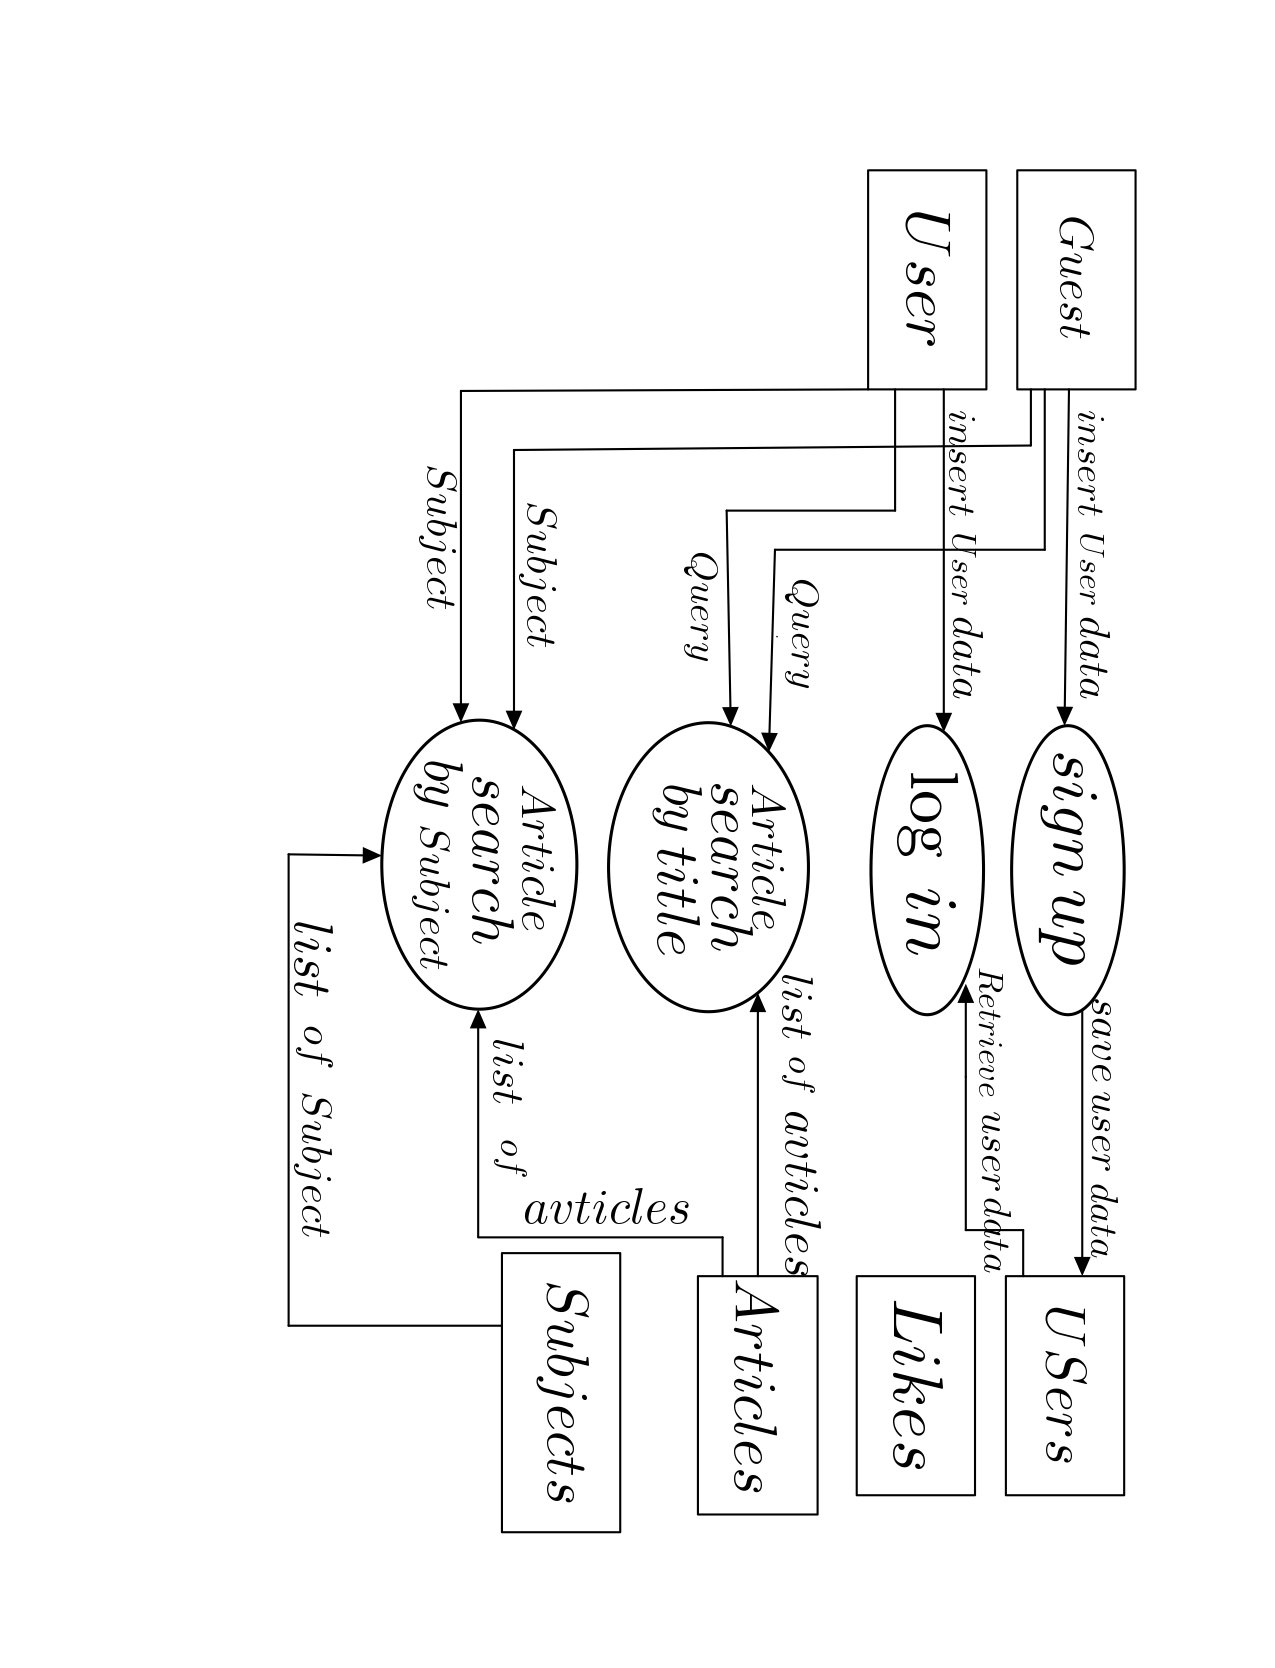 Guest
User
insert User data
insert User data
Query
Query
Subject
Subject
sign up
log in
Article
search
by title
Article
search
by Subject
save user data
Retrieve user data
list of avticles
list of
avticles
list of Subject
USers
Likes
Articles
Subjects